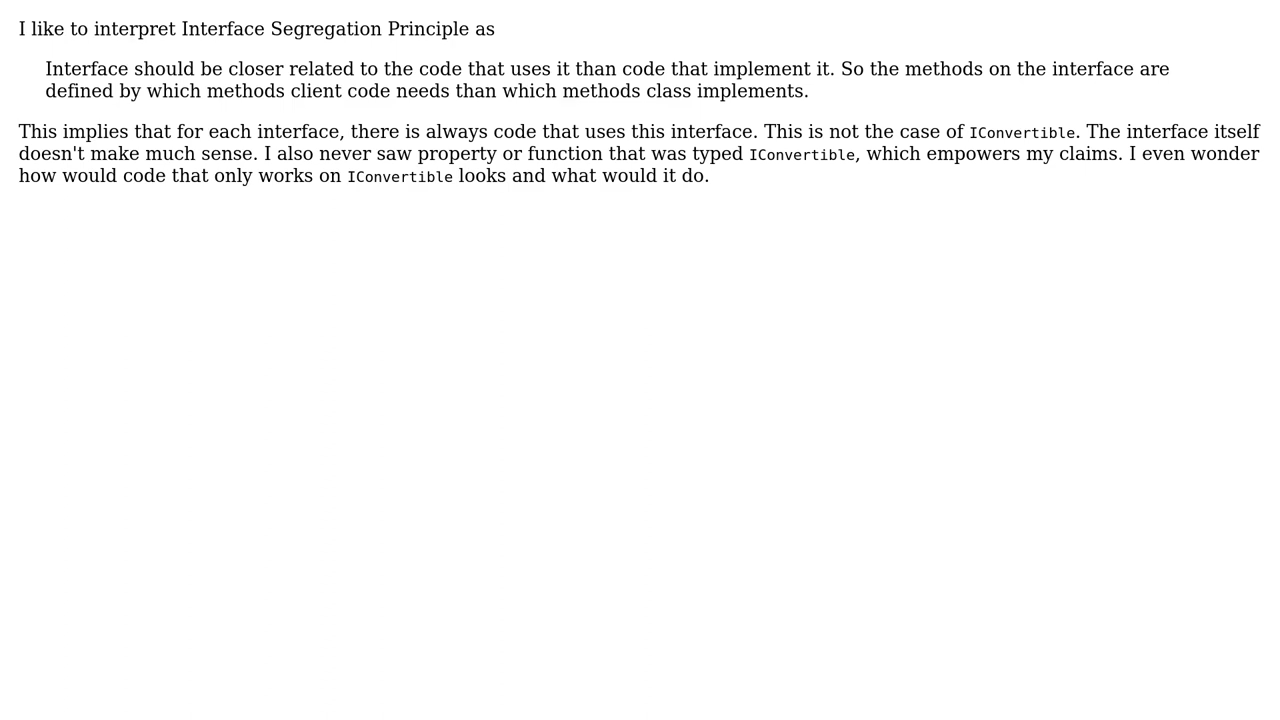 I like to interpret Interface Segregation Principle as
Interface should be closer related to the code that uses it than code that implement it. So the methods on the interface are
defined by which methods client code needs than which methods class implements.
This implies that for each interface, there is always code that uses this interface. This is not the case of IConvertible. The interface itself
doesn't make much sense. I also never saw property or function that was typed IConvertible, which empowers my claims. I even wonder
how would code that only works on IConvertible looks and what would it do.